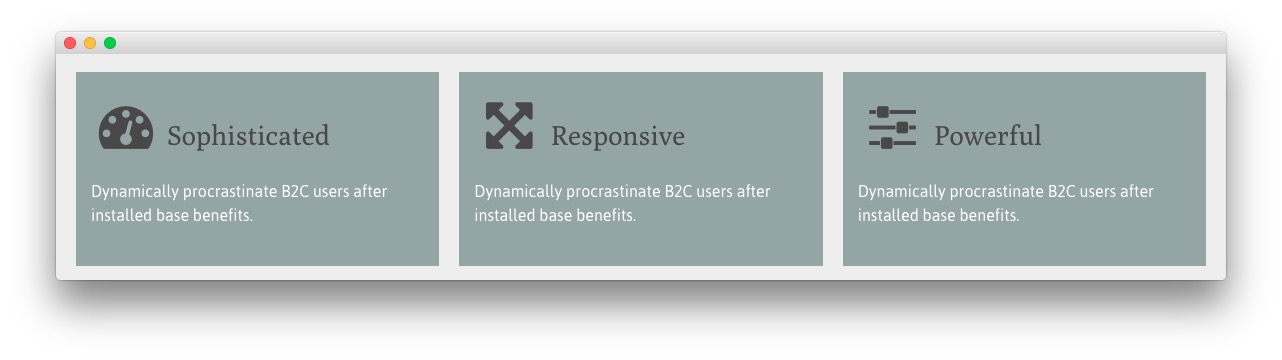 Sophisticated
Dynamically procrastinate B2C users after
installed base benefits.
Responsive
Dynamically procrastinate B2C users after
installed base benefits.
Powerful
Dynamically procrastinate B2C users after
installed base benefits.